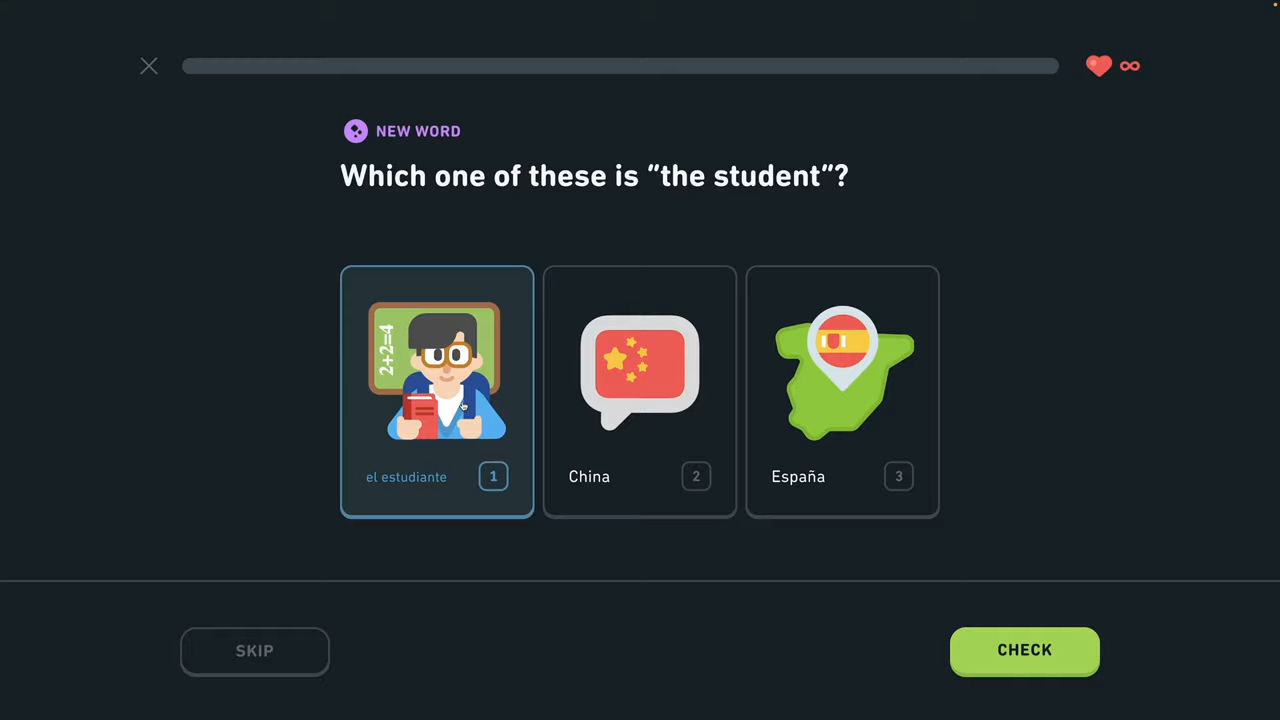 NEW WORD
Which one of these is “the student”?
2+2=4
el estudiante 1
China 2
España 3
SKIP
CHECK